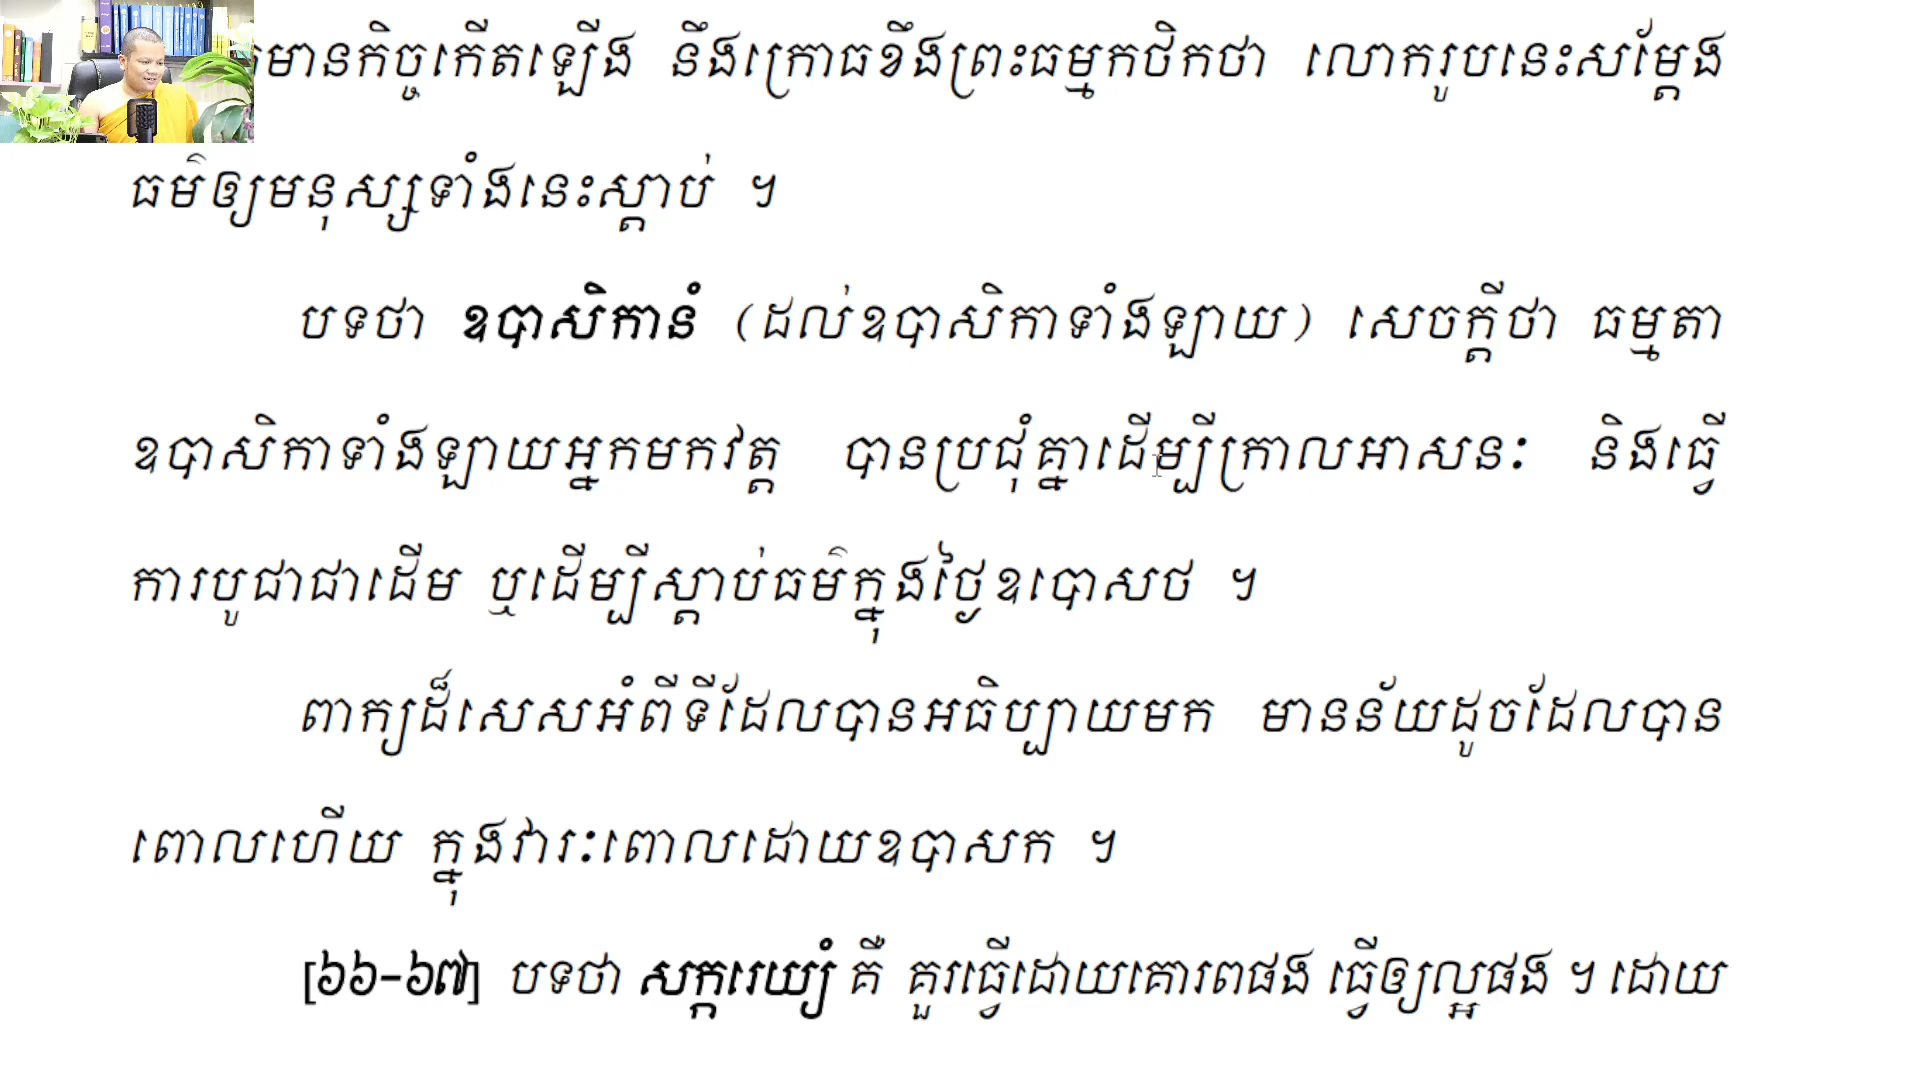 មានកិច្ចកើតឡើង នឹងក្រោធខឹងព្រះធម្មកថិកថា លោករូបនេះសម្ដែង
ធម៌ឲ្យមនុស្សទាំងនេះស្ដាប់ ។
បទថា ឧបាសិកានំ (ដល់ឧបាសិកាទាំងឡាយ) សេចក្ដីថា ធម្មតា
ឧបាសិកាទាំងឡាយអ្នកមកវត្ត បានប្រជុំគ្នាដើម្បីក្រាលអាសនៈ និងធ្វើ
ការបូជាជាដើម ឬដើម្បីស្ដាប់ធម៌ក្នុងថ្ងៃឧបោសថ ។
ពាក្យដ៏សេសអំពីទីដែលបានអធិប្បាយមក មានន័យដូចដែលបាន
ពោលហើយ ក្នុងវារៈពោលដោយឧបាសក ។
[៦៦-៦៧] បទថា សក្ករេយ្យំ គឺ គួរធ្វើដោយគោរពផង ធ្វើឲ្យល្អផង ។ ដោយ